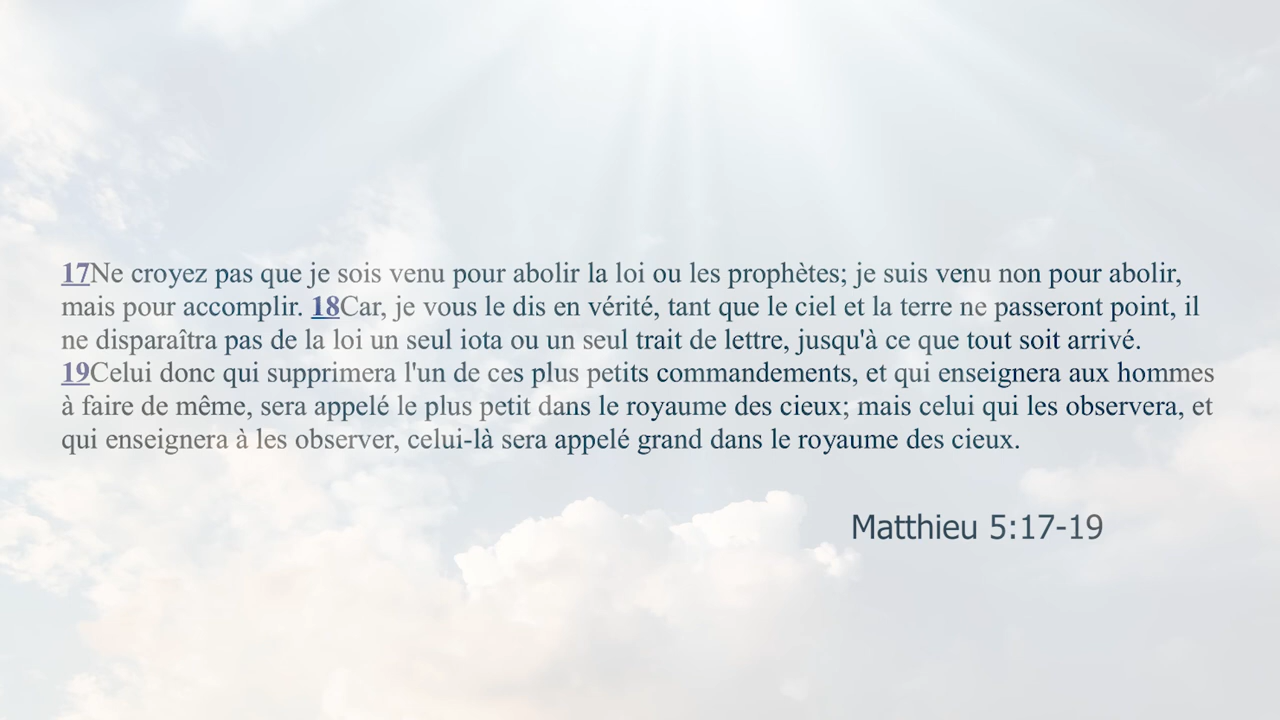 17Ne croyez pas que je sois venu pour abolir la loi ou les prophètes; je suis venu non pour abolir,
mais pour accomplir. 18Car, je vous le dis en vérité, tant que le ciel et la terre ne passeront point, il
ne disparaîtra pas de la loi un seul iota ou un seul trait de lettre, jusqu'à ce que tout soit arrivé.
19Celui donc qui supprimera l'un de ces plus petits commandements, et qui enseignera aux hommes
à faire de même, sera appelé le plus petit dans le royaume des cieux; mais celui qui les observera, et
qui enseignera à les observer, celui-là sera appelé grand dans le royaume des cieux.
Matthieu 5:17-19